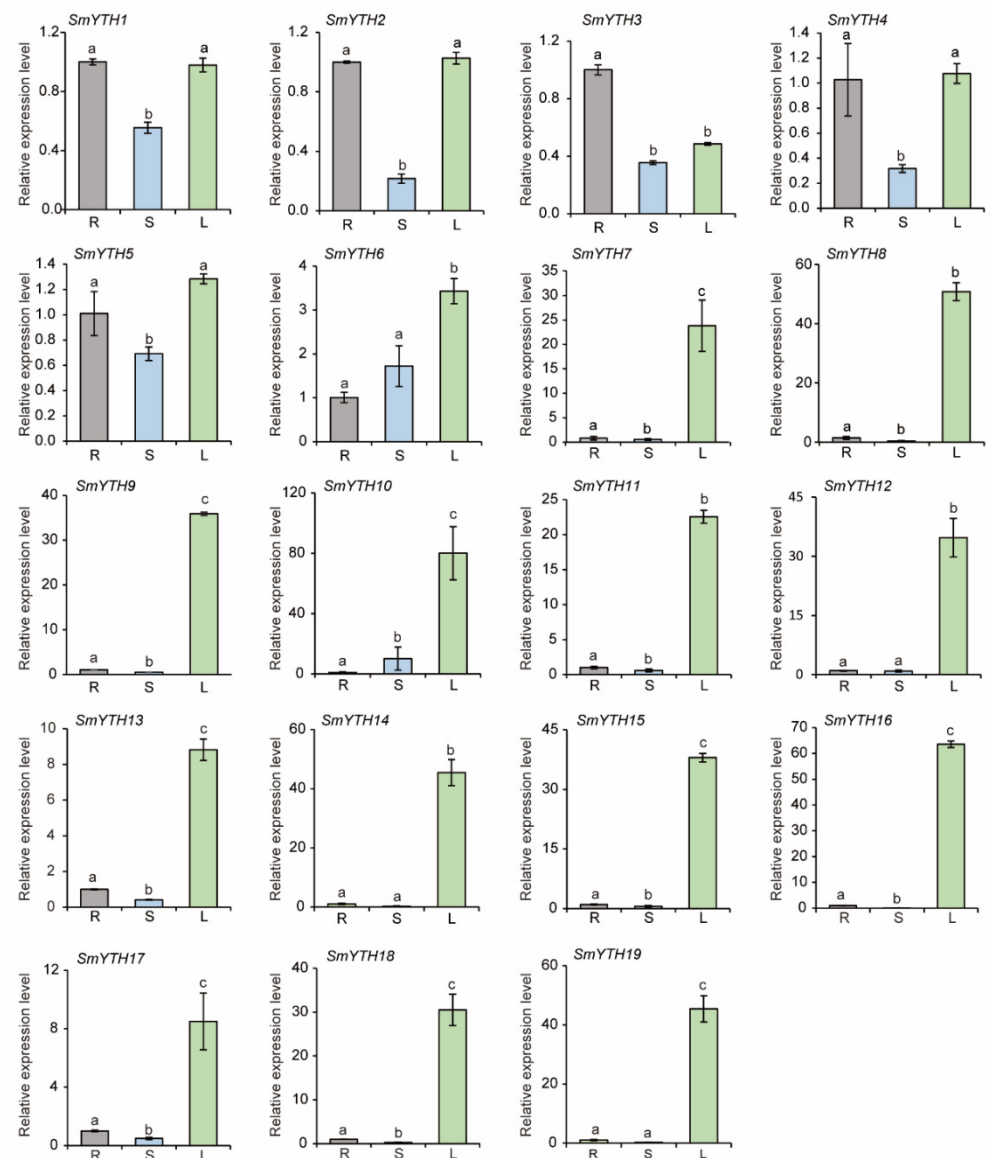 SmYTH1
Relative expression level
1.2
0.8
0.4
0.0
a
b
a
R S L
SmYTH2
Relative expression level
1.2
0.8
0.4
0.0
a
b
a
R S L
SmYTH3
Relative expression level
1.2
0.8
0.4
0.0
a
b
b
R S L
SmYTH4
Relative expression level
1.4
1.2
1.0
0.8
0.6
0.4
0.2
0.0
a
b
a
R S L
SmYTH5
Relative expression level
1.4
1.2
1.0
0.8
0.6
0.4
0.2
0.0
a
b
a
R S L
SmYTH6
Relative expression level
4
3
2
1
0
a
a
b
R S L
SmYTH7
Relative expression level
35
30
25
20
15
10
5
0
a
b
c
R S L
SmYTH8
Relative expression level
60
40
20
0
a
b
b
R S L
SmYTH9
Relative expression level
40
30
20
10
0
a
b
c
R S L
SmYTH10
Relative expression level
120
80
40
0
a
b
c
R S L
SmYTH11
Relative expression level
25
20
15
10
5
0
a
b
b
R S L
SmYTH12
Relative expression level
45
30
15
0
a
a
b
R S L
SmYTH13
Relative expression level
10
8
6
4
2
0
a
b
c
R S L
SmYTH14
Relative expression level
60
40
20
0
a
a
b
R S L
SmYTH15
Relative expression level
45
30
15
0
a
b
c
R S L
SmYTH16
Relative expression level
70
60
50
40
30
20
10
0
a
b
c
R S L
SmYTH17
Relative expression level
12
8
4
0
a
b
c
R S L
SmYTH18
Relative expression level
40
30
20
10
0
a
b
c
R S L
SmYTH19
Relative expression level
60
40
20
0
a
a
c
R S L